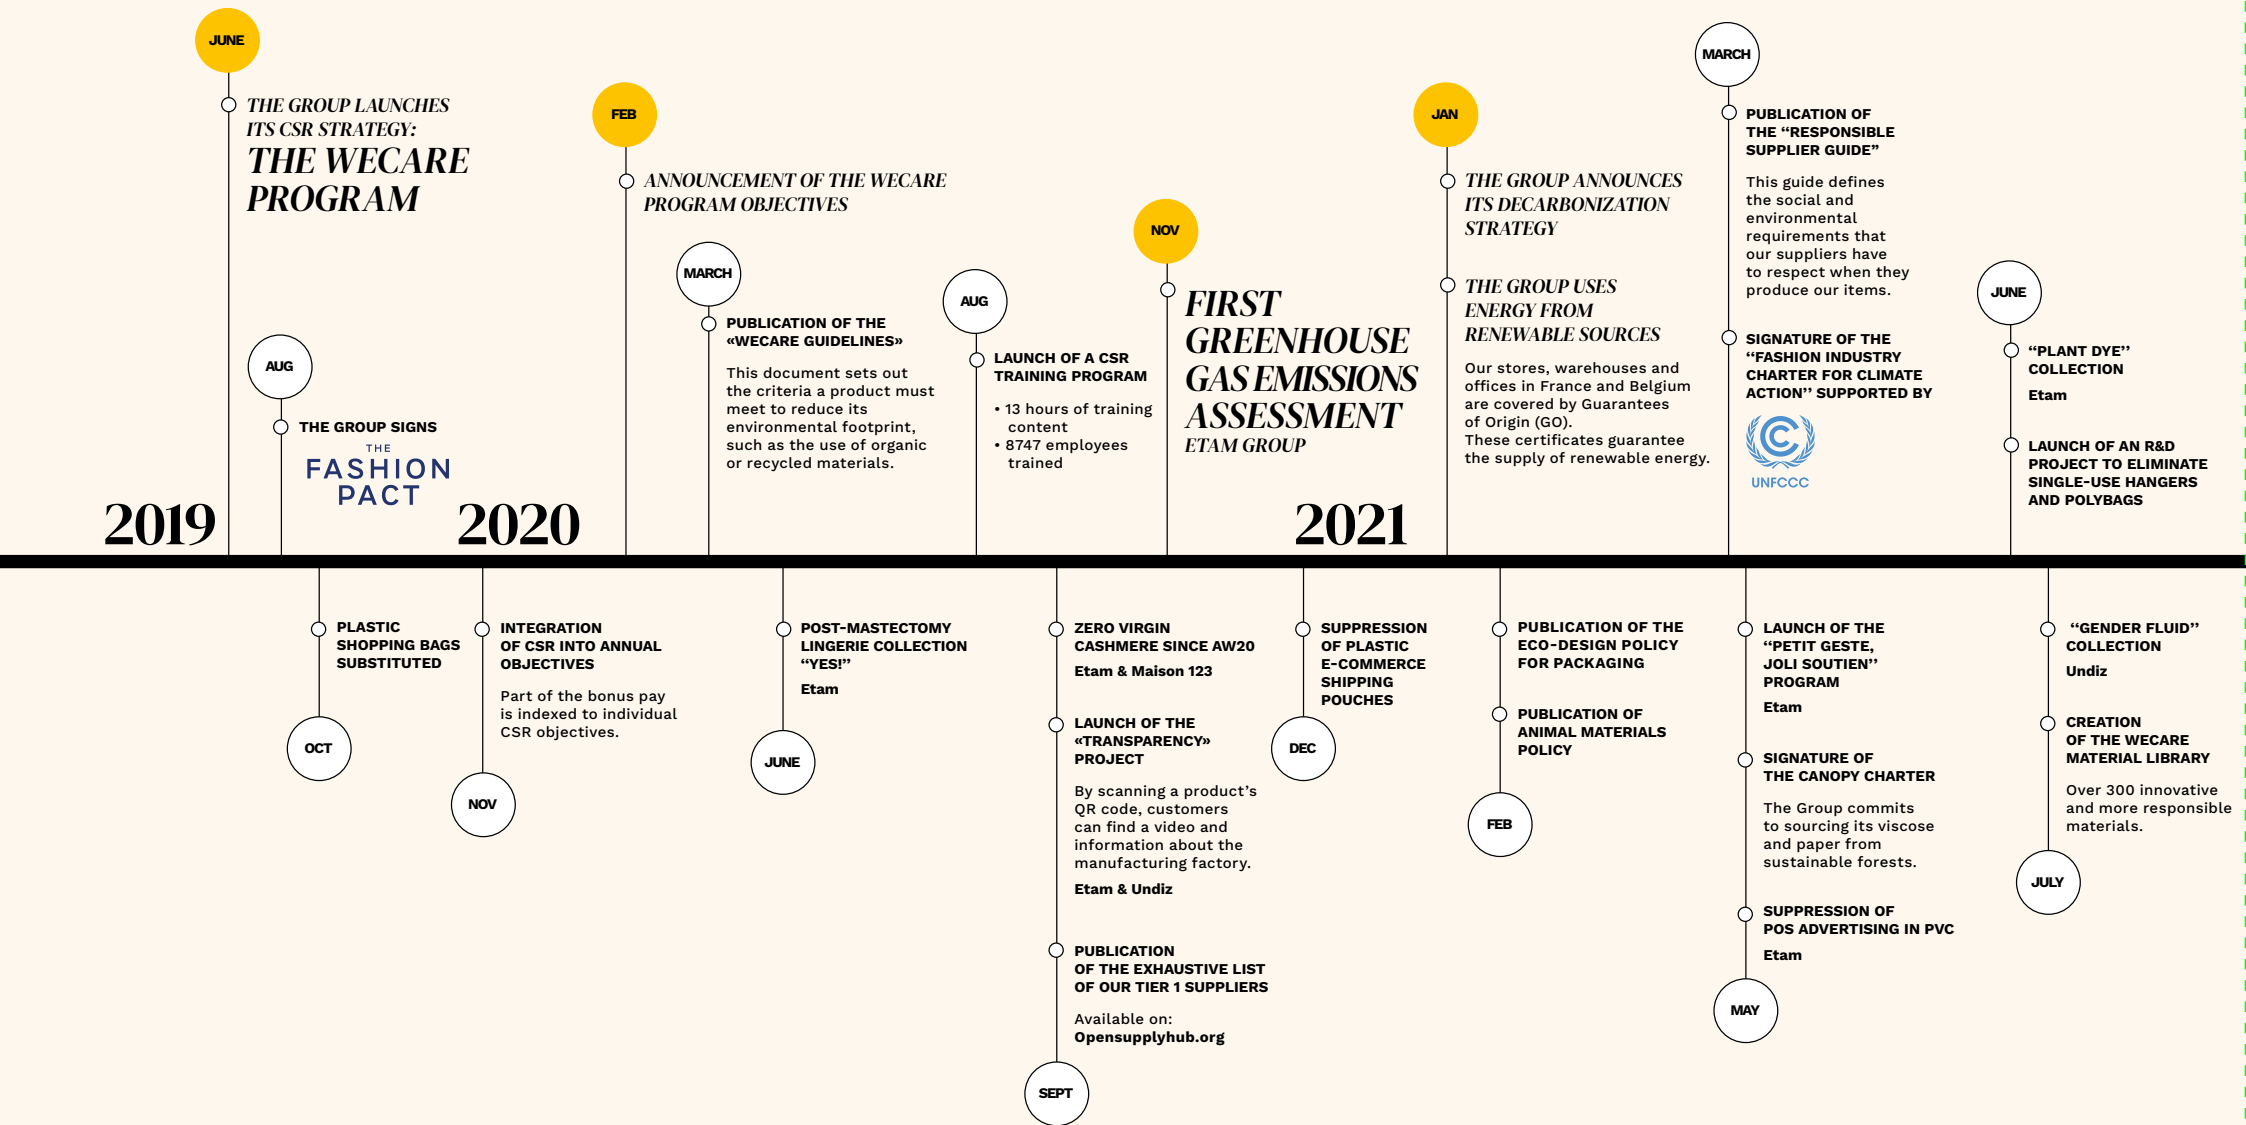 JUNE
THE GROUP LAUNCHES
ITS CSR STRATEGY:
THE WECARE
PROGRAM
AUG
THE GROUP SIGNS
THE
FASHION
PACT
2019
OCT
PLASTIC
SHOPPING BAGS
SUBSTITUTED
NOV
INTEGRATION
OF CSR INTO ANNUAL
OBJECTIVES
Part of the bonus pay
is indexed to individual
CSR objectives.
2020
FEB
ANNOUNCEMENT OF THE WECARE
PROGRAM OBJECTIVES
MARCH
PUBLICATION OF THE
«WECARE GUIDELINES»
This document sets out
the criteria a product must
meet to reduce its
environmental footprint,
such as the use of organic
or recycled materials.
JUNE
POST-MASTECTOMY
LINGERIE COLLECTION
“YES!”
Etam
AUG
LAUNCH OF A CSR
TRAINING PROGRAM
• 13 hours of training
content
• 8747 employees
trained
SEPT
ZERO VIRGIN
CASHMERE SINCE AW20
Etam & Maison 123
LAUNCH OF THE
«TRANSPARENCY»
PROJECT
By scanning a product’s
QR code, customers
can find a video and
information about the
manufacturing factory.
Etam & Undiz
PUBLICATION
OF THE EXHAUSTIVE LIST
OF OUR TIER 1 SUPPLIERS
Available on:
Opensupplyhub.org
NOV
FIRST
GREENHOUSE
GAS EMISSIONS
ASSESSMENT
ETAM GROUP
DEC
SUPPRESSION
OF PLASTIC
E-COMMERCE
SHIPPING
POUCHES
2021
JAN
THE GROUP ANNOUNCES
ITS DECARBONIZATION
STRATEGY
THE GROUP USES
ENERGY FROM
RENEWABLE SOURCES
Our stores, warehouses and
offices in France and Belgium
are covered by Guarantees
of Origin (GO).
These certificates guarantee
the supply of renewable energy.
FEB
PUBLICATION OF THE
ECO-DESIGN POLICY
FOR PACKAGING
PUBLICATION OF
ANIMAL MATERIALS
POLICY
MARCH
PUBLICATION OF
THE “RESPONSIBLE
SUPPLIER GUIDE”
This guide defines
the social and
environmental
requirements that
our suppliers have
to respect when they
produce our items.
SIGNATURE OF THE
“FASHION INDUSTRY
CHARTER FOR CLIMATE
ACTION” SUPPORTED BY
UNFCCC
MAY
LAUNCH OF THE
“PETIT GESTE,
JOLI SOUTIEN”
PROGRAM
Etam
SIGNATURE OF
THE CANOPY CHARTER
The Group commits
to sourcing its viscose
and paper from
sustainable forests.
SUPPRESSION OF
POS ADVERTISING IN PVC
Etam
JUNE
“PLANT DYE”
COLLECTION
Etam
LAUNCH OF AN R&D
PROJECT TO ELIMINATE
SINGLE-USE HANGERS
AND POLYBAGS
JULY
“GENDER FLUID”
COLLECTION
Undiz
CREATION
OF THE WECARE
MATERIAL LIBRARY
Over 300 innovative
and more responsible
materials.